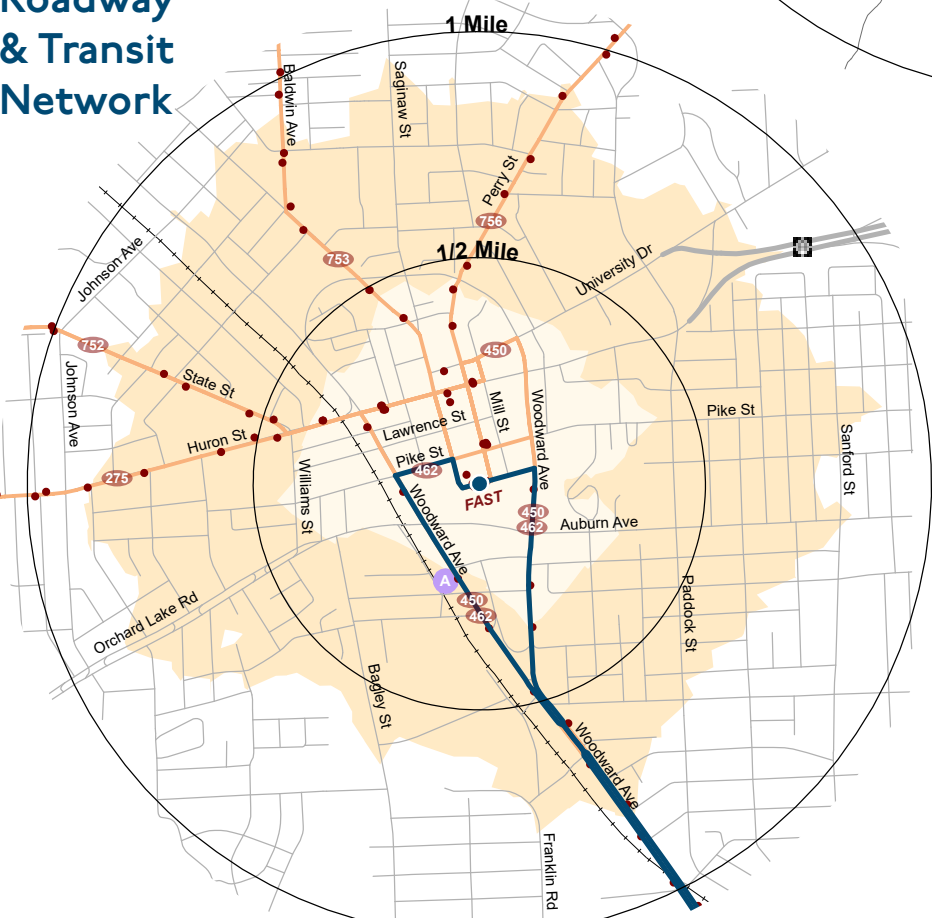 Roadway
& Transit
Network
1 Mile
Baldwin Ave
Saginaw St
Perry St
756
753
1/2 Mile
University Dr
Johnson Ave
752
State St
450
Johnson Ave
Huron St
Lawrence St
Mill St
Woodward Ave
Pike St
Sanford St
275
Williams St
Pike St
462
FAST
Woodward Ave
450
462
Auburn Ave
A
450
462
Orchard Lake Rd
Paddock St
Bagley St
Woodward Ave
Franklin Rd